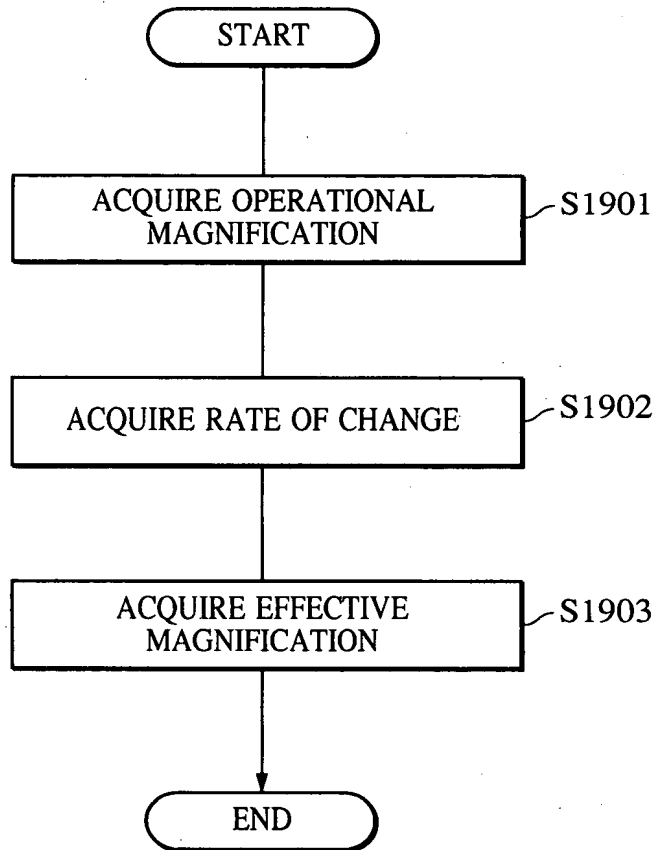 START
ACQUIRE OPERATIONAL
MAGNIFICATION
S1901
ACQUIRE RATE OF CHANGE
S1902
ACQUIRE EFFECTIVE
MAGNIFICATION
S1903
END